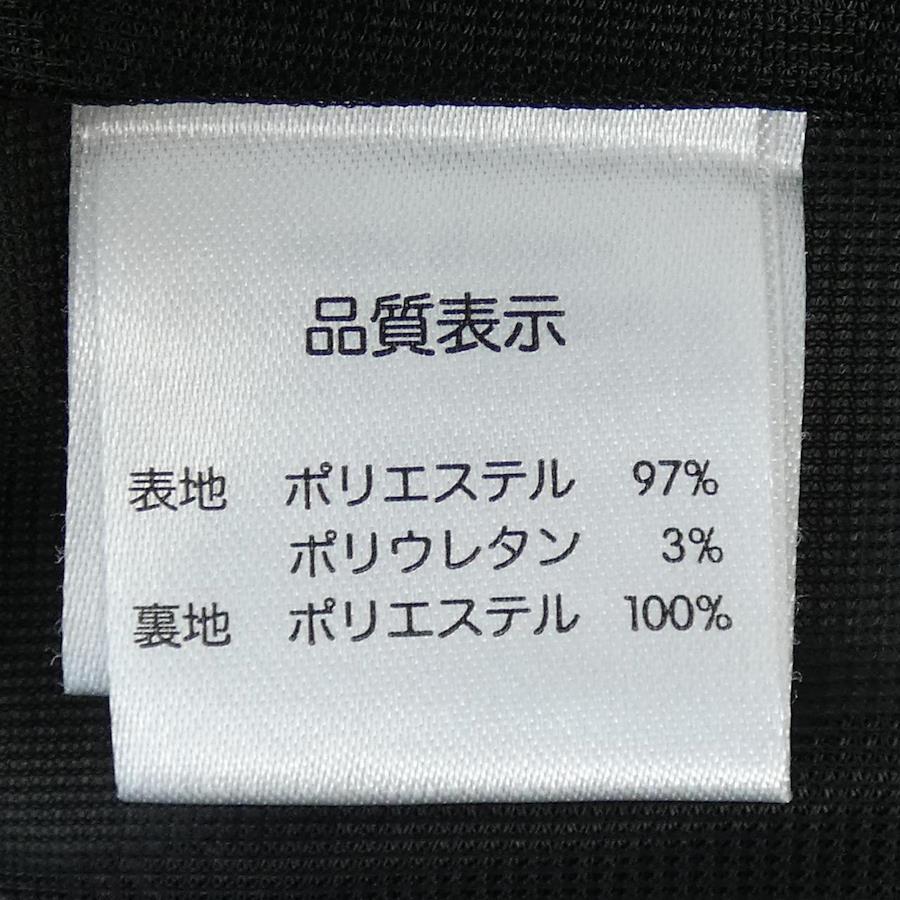 品質表示
表地 ポリエステル 97%
ポリウレタン 3%
裏地 ポリエステル 100%